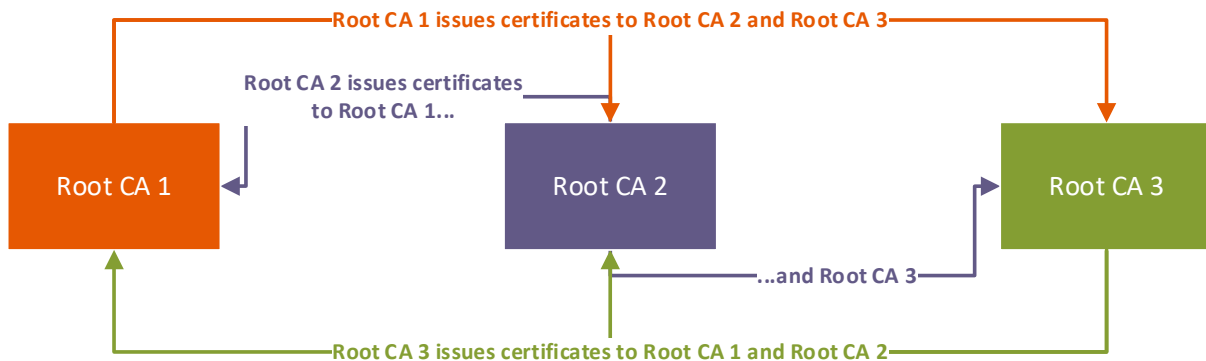 Root CA 1 issues certificates to Root CA 2 and Root CA 3
Root CA 2 issues certificates
to Root CA 1...
Root CA 1
Root CA 2
Root CA 3
...and Root CA 3
Root CA 3 issues certificates to Root CA 1 and Root CA 2